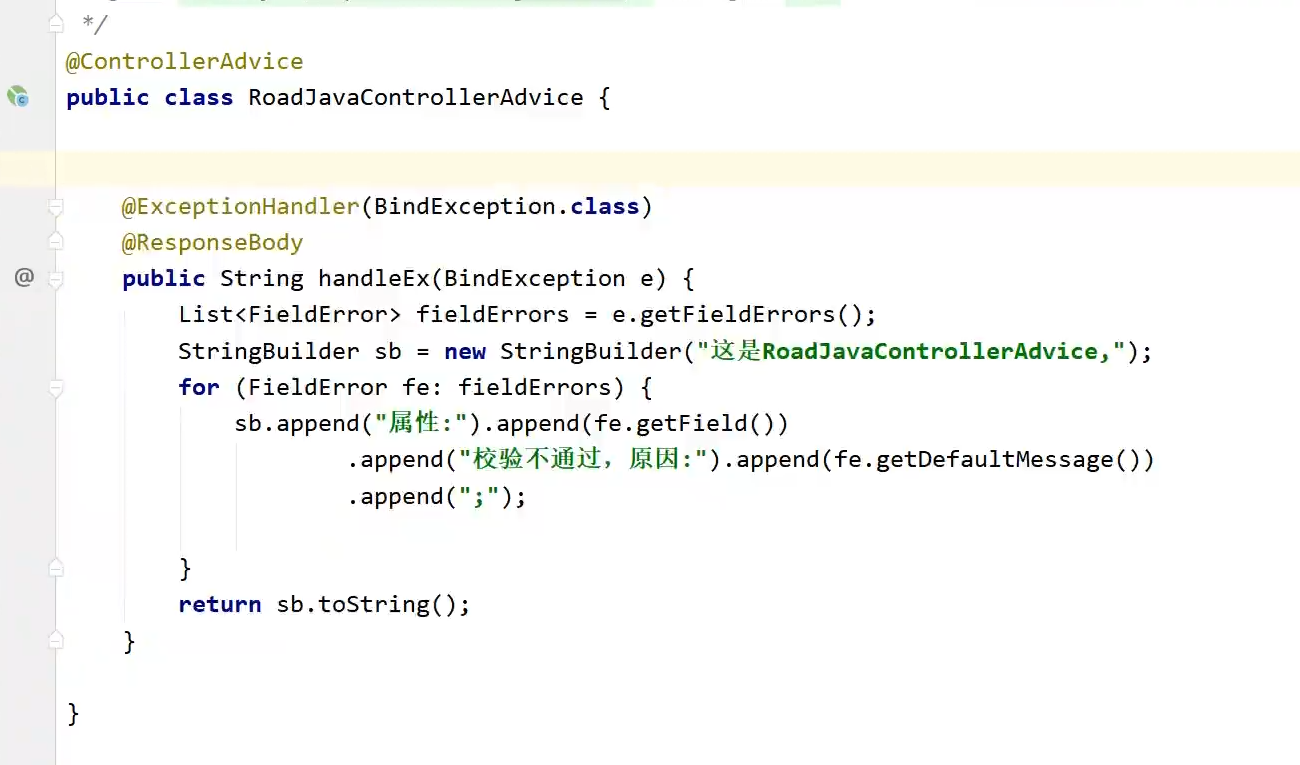 */
@ControllerAdvice
public class RoadJavaControllerAdvice {
@ExceptionHandler(BindException.class)
@ResponseBody
public String handleEx(BindException e) {
List<FieldError> fieldErrors = e.getFieldErrors();
StringBuilder sb = new StringBuilder("这是RoadJavaControllerAdvice,");
for (FieldError fe: fieldErrors) {
sb.append("属性:").append(fe.getField())
.append("校验不通过，原因:").append(fe.getDefaultMessage())
.append(";");
}
return sb.toString();
}
}